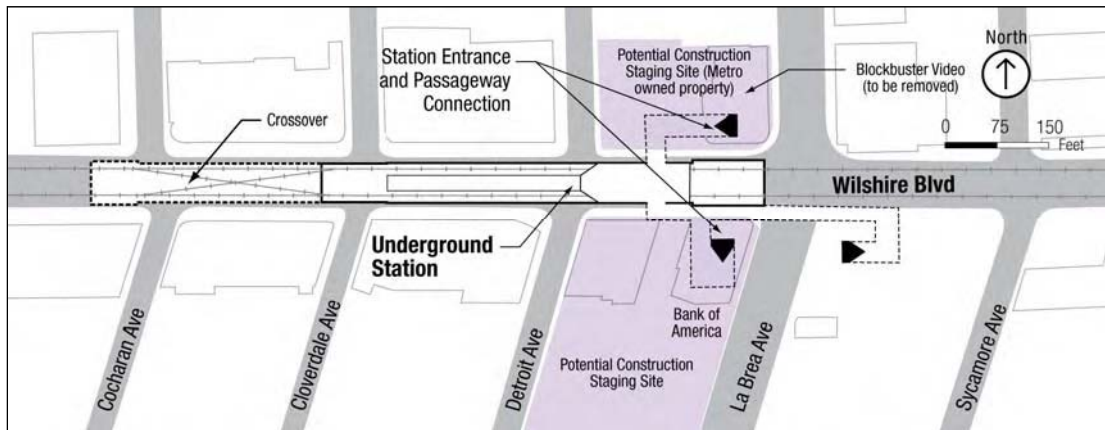 Station Entrance
and Passageway
Connection
Potential Construction
Staging Site (Metro
owned property)
Blockbuster Video
(to be removed)
North
0 75 150
Feet
Crossover
Wilshire Blvd
Underground
Station
Bank of
America
Potential Construction
Staging Site
Cocharan Ave
Cloverdale Ave
Detroit Ave
La Brea Ave
Sycamore Ave